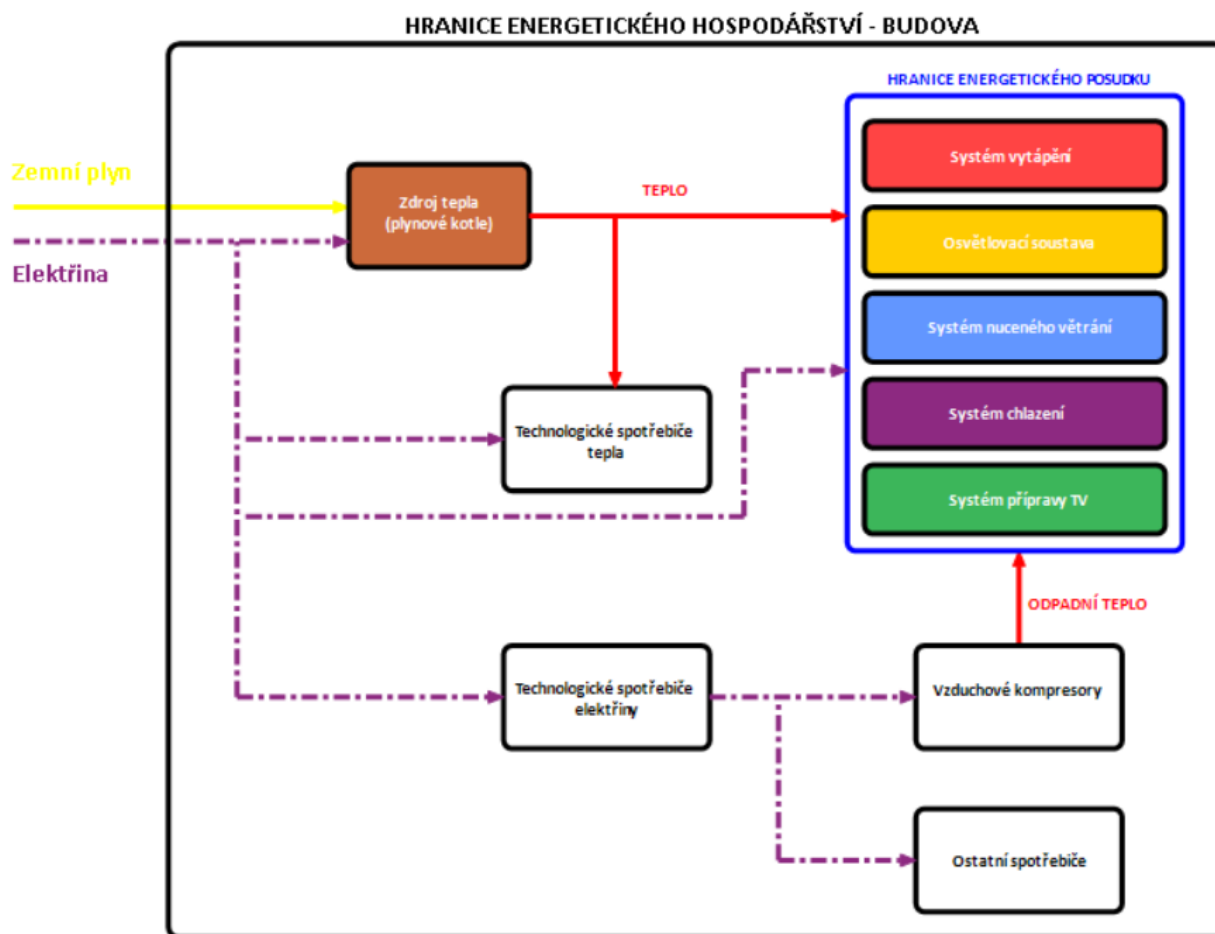 HRANICE ENERGETICKÉHO HOSPODÁŘSTVÍ - BUDOVA
HRANICE ENERGETICKÉHO POSUDKU
Zemní plyn
Elektřina
Zdroj tepla
(plynové kotle)
TEPLO
Systém vytápění
Osvětlovací soustava
Systém nuceného větrání
Systém chlazení
Systém přípravy TV
Technologické spotřebiče
tepla
ODPADNÍ TEPLO
Technologické spotřebiče
elektřiny
Vzduchové kompresory
Ostatní spotřebiče